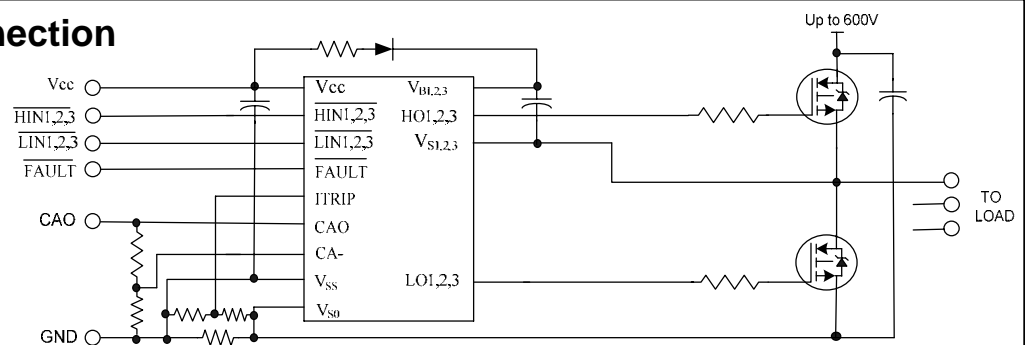 nection
Up to 600V
Vcc
HIN1,2,3
LIN1,2,3
FAULT
CAO
GND
Vcc
HIN1,2,3
LIN1,2,3
FAULT
ITRIP
CAO
CA-
VSS
VS0
VB1,2,3
HO1,2,3
VS1,2,3
LO1,2,3
TO
LOAD